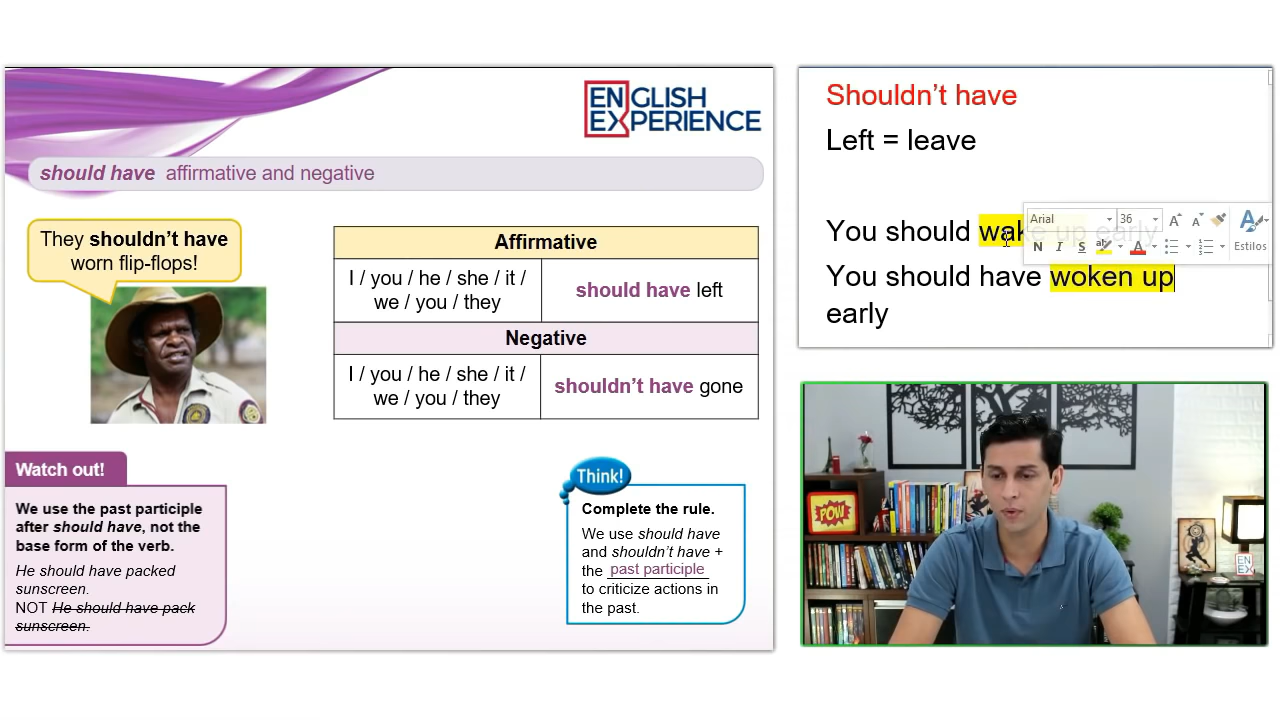 ENGLISH
EXPERIENCE
should have affirmative and negative
They shouldn't have
worn flip-flops!
Affirmative
I / you / he / she / it /
we / you / they
should have left
Negative
I / you / he / she / it /
we / you / they
shouldn't have gone
Watch out!
We use the past participle
after should have, not the
base form of the verb.
He should have packed
sunscreen.
NOT He should have pack
sunscreen.
Think!
Complete the rule.
We use should have
and shouldn't have +
the past participle
to criticize actions in
the past.
Shouldn't have
Left = leave
You should wake up early
You should have woken up
early
Arial 36
N K S
Estilos
POW
EN
EX